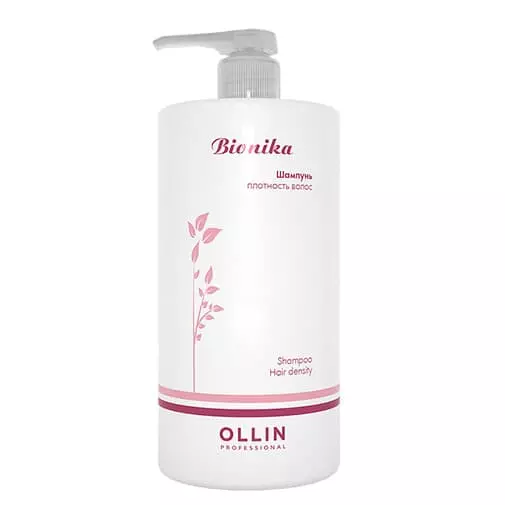 Bionika
Шампунь
плотность волос
Shampoo
Hair density
OLLIN
PROFESSIONAL